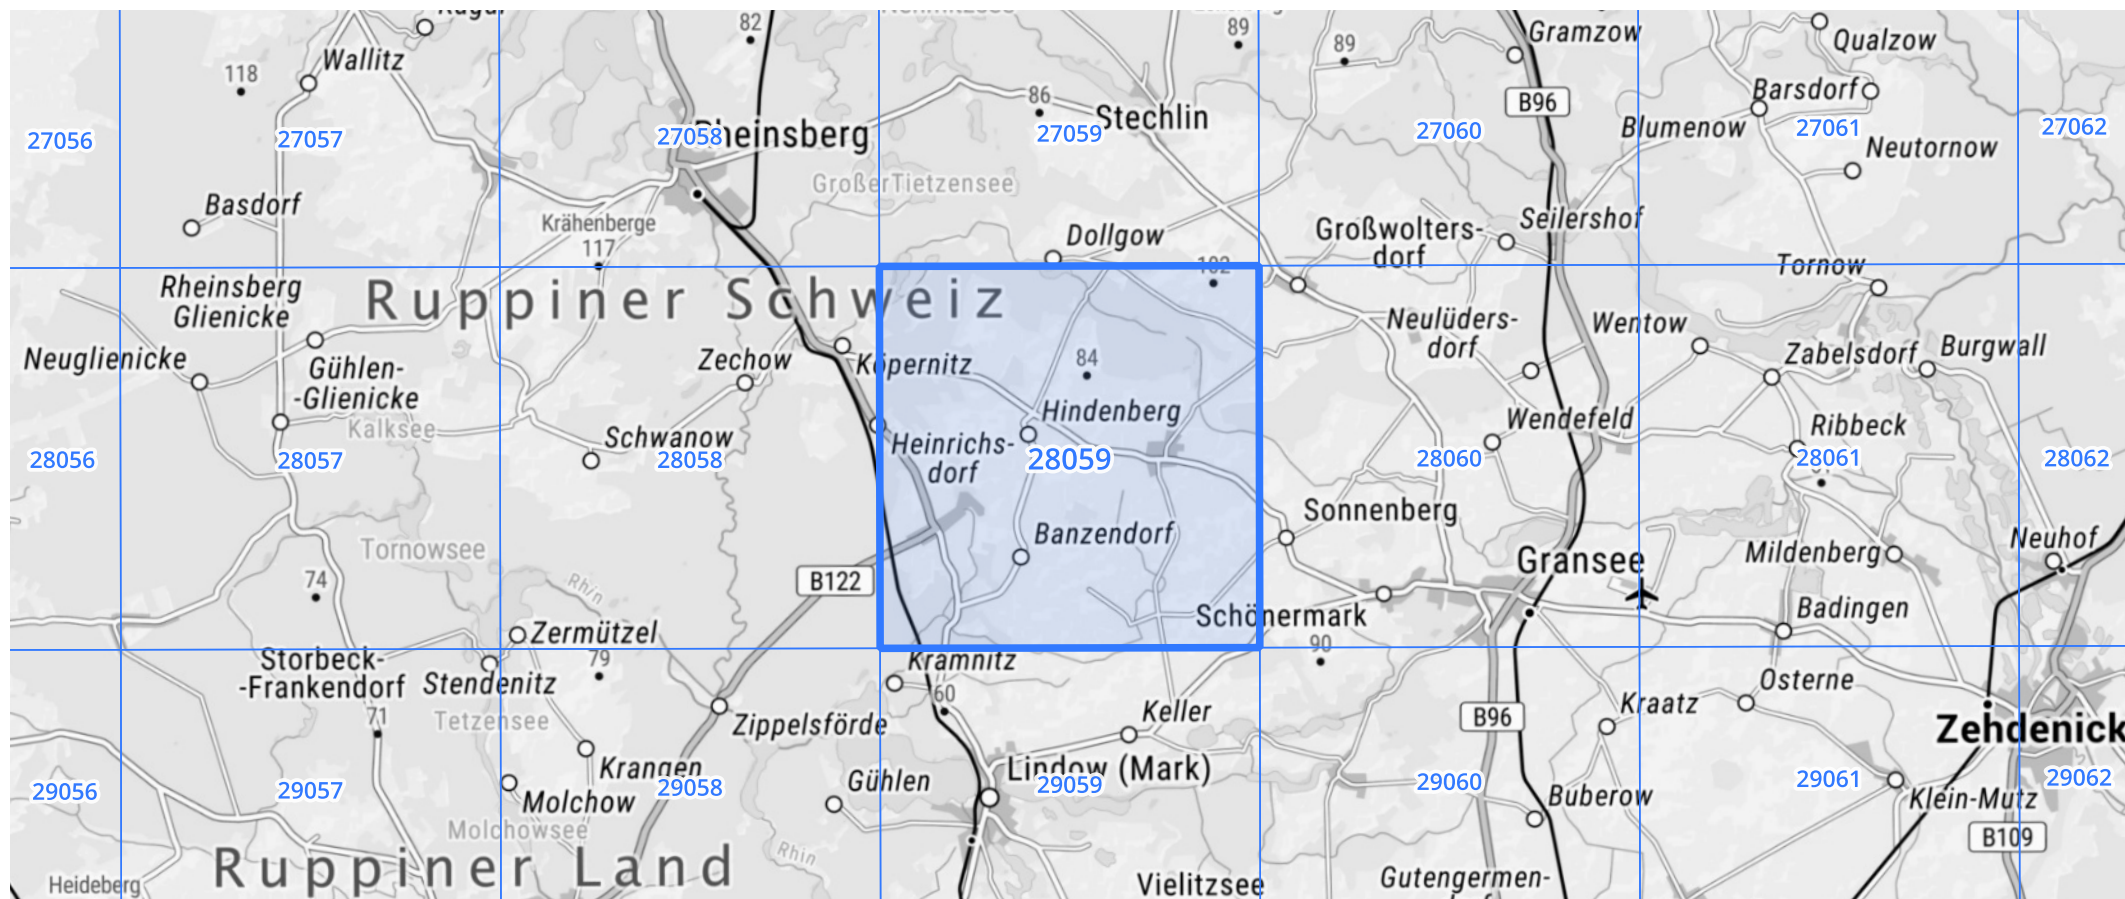 82
89
89
Gramzow
Qualzow
Wallitz
118
86
Stechlin
B96
Barsdorf
Blumenow
Neutornow
27056
27057
27058
Rheinsberg
27059
27060
27061
27062
Großer Tietzensee
Basdorf
Krähenberge
117
Dollgow
Großwolters-
dorf
Seilershof
Tornow
102
Rheinsberg
Glienicke
Ruppiner Schweiz
Neulüders-
dorf
Wentow
Neuglienicke
Gühlen-
-Glienicke
Zechow
Köpernitz
84
Zabelsdorf
Burgwall
Kalksee
Schwanow
Hindenberg
Heinrichs-
dorf
Wendefeld
Ribbeck
28056
28057
28058
28059
28060
28061
28062
Sonnenberg
Tornowsee
74
Rhin
B122
Banzendorf
Gransee
Mildenberg
Neuhof
Schönermark
Badingen
Zermützel
Storbeck-
-Frankendorf
Stendenitz
79
Kramnitz
90
71
Tetzensee
Zippelsförde
60
Keller
B96
Kraatz
Osterne
Zehdenick
Krangen
Molchow
Gühlen
Lindow (Mark)
Buberow
Klein-Mutz
29056
29057
29058
29059
29060
29061
29062
Molchowsee
Rhin
B109
Heideberg
Ruppiner Land
Vielitzsee
Gutengermen-